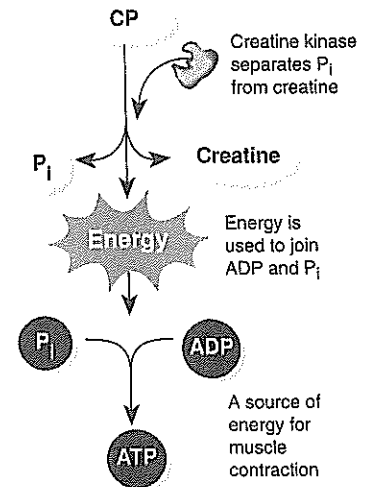 CP
Creatine kinase
separates Pi
from creatine
Pi
Creatine
Energy
Energy is
used to join
ADP and Pi
Pi
ADP
A source of
energy for
muscle
contraction
ATP